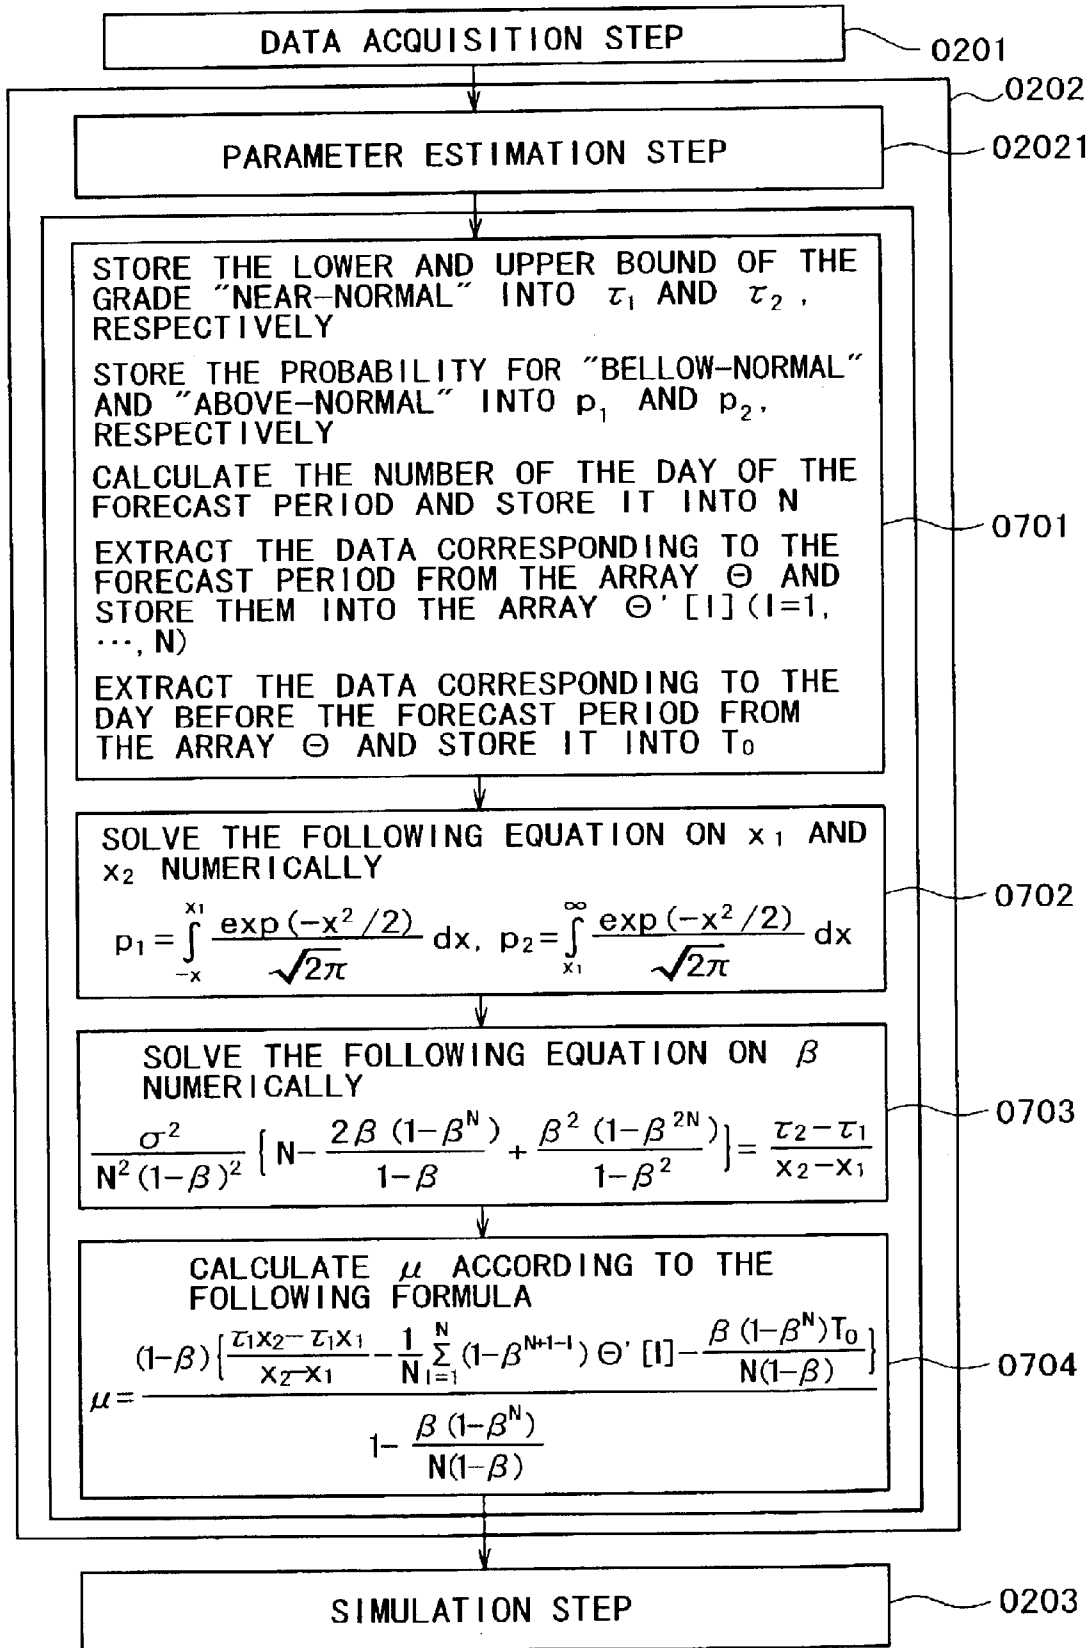 DATA ACQUISITION STEP
0201
0202
PARAMETER ESTIMATION STEP
02021
STORE THE LOWER AND UPPER BOUND OF THE
GRADE "NEAR-NORMAL" INTO τ₁ AND τ₂,
RESPECTIVELY
STORE THE PROBABILITY FOR "BELLOW-NORMAL"
AND "ABOVE-NORMAL" INTO p₁ AND p₂,
RESPECTIVELY
CALCULATE THE NUMBER OF THE DAY OF THE
FORECAST PERIOD AND STORE IT INTO N
EXTRACT THE DATA CORRESPONDING TO THE
FORECAST PERIOD FROM THE ARRAY Θ AND
STORE THEM INTO THE ARRAY Θ' [I] (I=1,
···, N)
EXTRACT THE DATA CORRESPONDING TO THE
DAY BEFORE THE FORECAST PERIOD FROM
THE ARRAY Θ AND STORE IT INTO T₀
0701
SOLVE THE FOLLOWING EQUATION ON x₁ AND
x₂ NUMERICALLY
p₁ = ∫_{-x}^{x₁} exp(-x²/2)/√2π dx, p₂ = ∫_{x₁}^{∞} exp(-x²/2)/√2π dx
0702
SOLVE THE FOLLOWING EQUATION ON β
NUMERICALLY
σ²/(N²(1-β)²) {N - 2β(1-β^N)/(1-β) + β²(1-β^{2N})/(1-β²)} = (τ₂-τ₁)/(x₂-x₁)
0703
CALCULATE μ ACCORDING TO THE
FOLLOWING FORMULA
μ = (1-β){(τ₁x₂-τ₁x₁)/(x₂-x₁) - 1/N Σ_{I=1}^{N} (1-β^{N+1-I}) Θ' [I] - β(1-β^N)T₀/(N(1-β))} / (1 - β(1-β^N)/(N(1-β)))
0704
SIMULATION STEP
0203